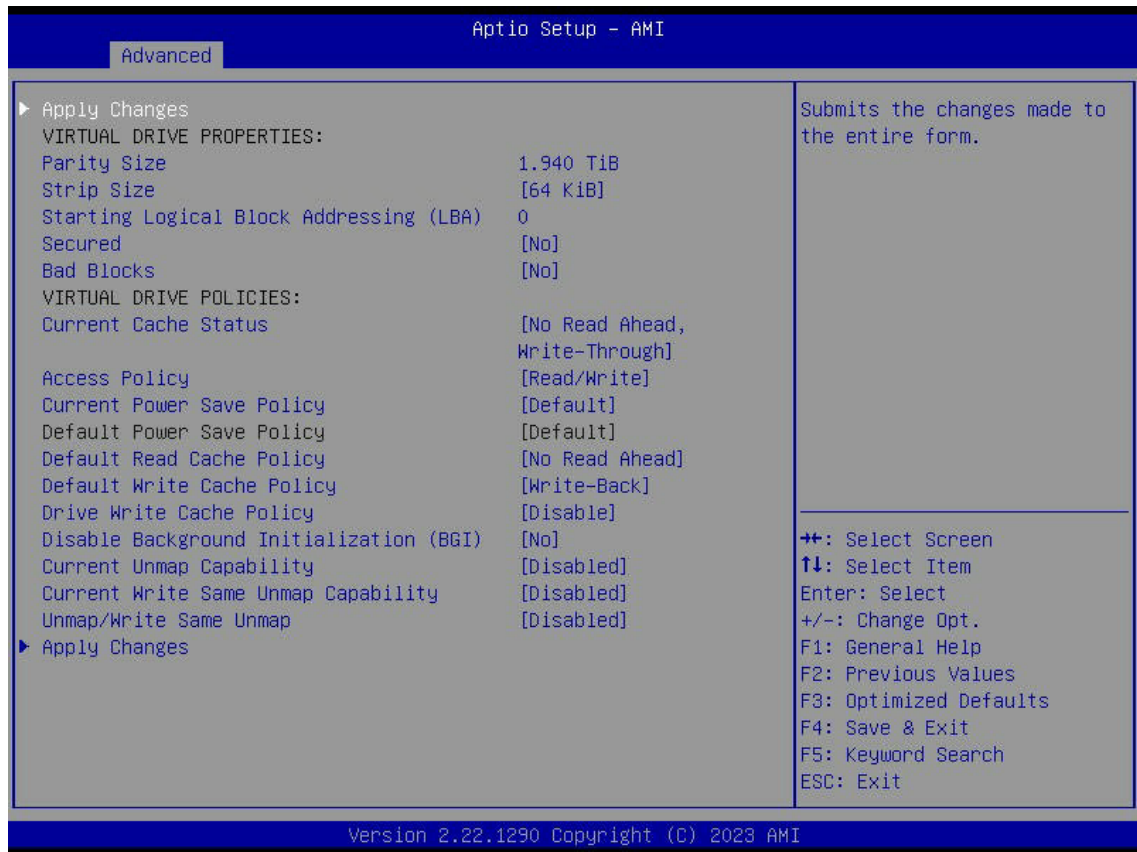 Aptio Setup – AMI
Advanced
▶ Apply Changes
VIRTUAL DRIVE PROPERTIES:
Parity Size 1.940 TiB
Strip Size [64 KiB]
Starting Logical Block Addressing (LBA) 0
Secured [No]
Bad Blocks [No]
VIRTUAL DRIVE POLICIES:
Current Cache Status [No Read Ahead,
Write-Through]
Access Policy [Read/Write]
Current Power Save Policy [Default]
Default Power Save Policy [Default]
Default Read Cache Policy [No Read Ahead]
Default Write Cache Policy [Write-Back]
Drive Write Cache Policy [Disable]
Disable Background Initialization (BGI) [No]
Current Unmap Capability [Disabled]
Current Write Same Unmap Capability [Disabled]
Unmap/Write Same Unmap [Disabled]
▶ Apply Changes
Submits the changes made to
the entire form.
→←: Select Screen
↑↓: Select Item
Enter: Select
+/-: Change Opt.
F1: General Help
F2: Previous Values
F3: Optimized Defaults
F4: Save & Exit
F5: Keyword Search
ESC: Exit
Version 2.22.1290 Copyright (C) 2023 AMI